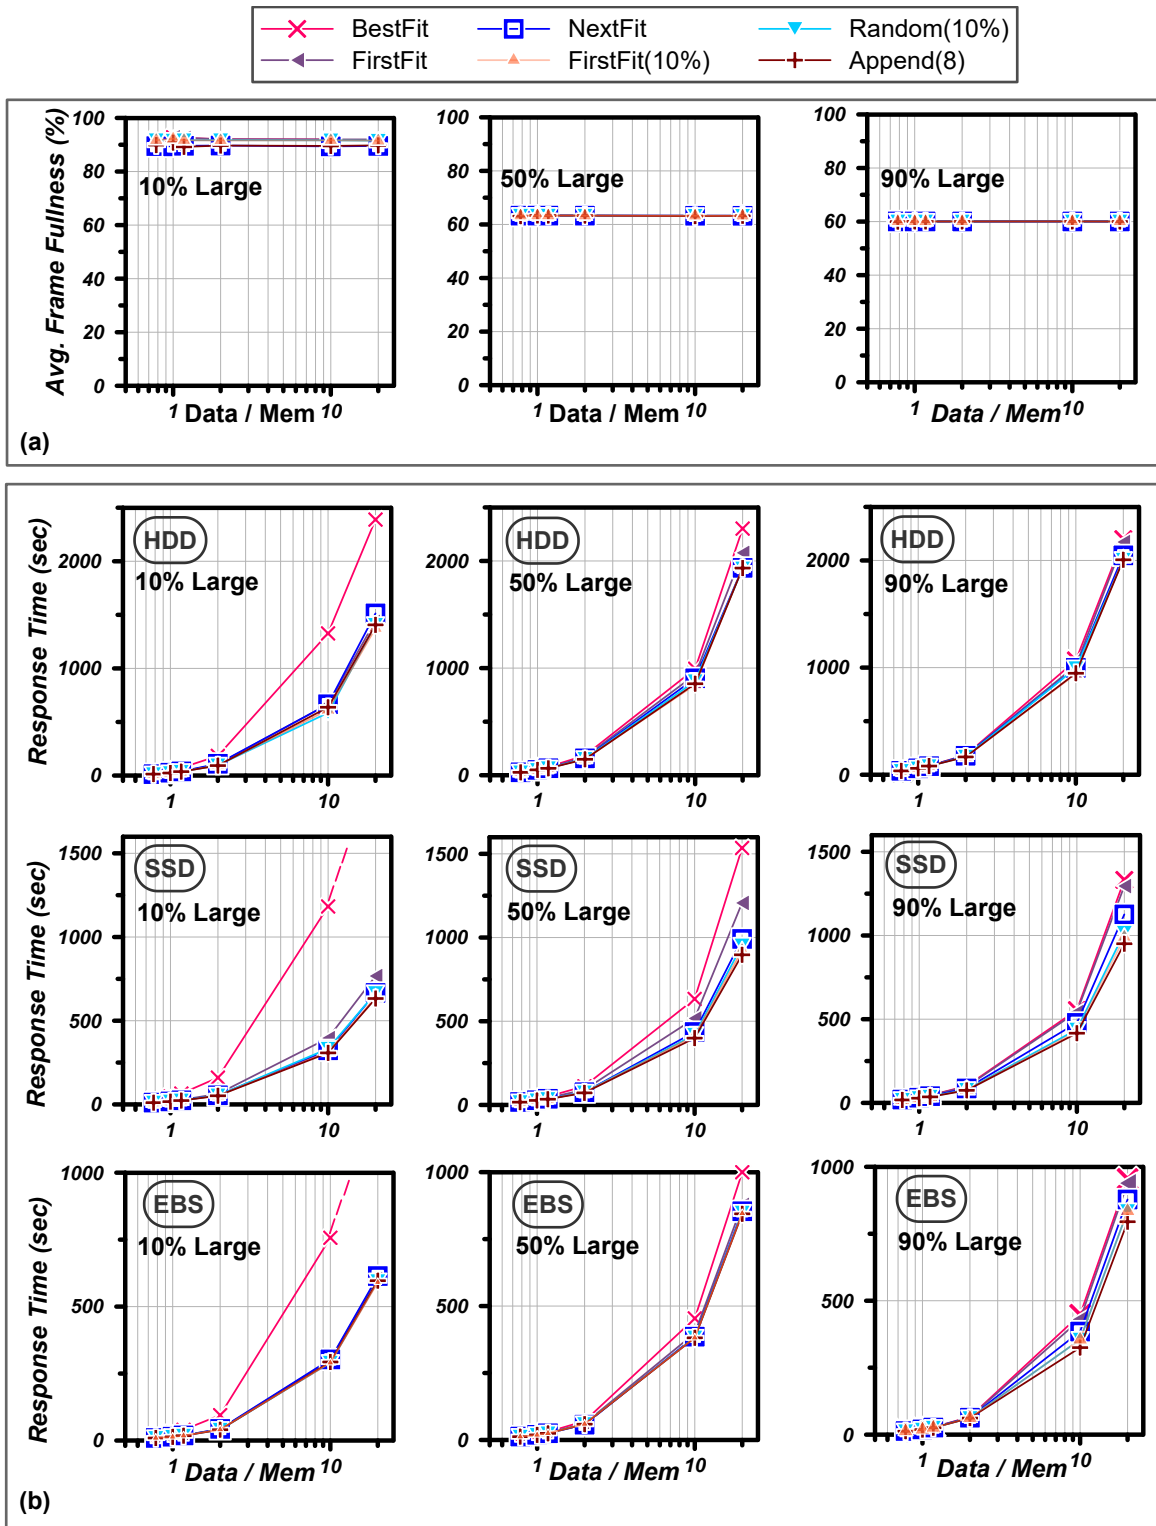 BestFit NextFit Random(10%)
FirstFit FirstFit(10%) Append(8)
Avg. Frame Fullness (%)
100 80 60 40 20 0
10% Large
1 Data / Mem 10
100 80 60 40 20 0
50% Large
1 Data / Mem 10
100 80 60 40 20 0
90% Large
1 Data / Mem 10
(a)
Response Time (sec)
2000 1000 0
HDD
10% Large
1 10
2000 1000 0
HDD
50% Large
1 10
2000 1000 0
HDD
90% Large
1 10
Response Time (sec)
1500 1000 500 0
SSD
10% Large
1 10
1500 1000 500 0
SSD
50% Large
1 10
1500 1000 500 0
SSD
90% Large
1 10
Response Time (sec)
1000 500 0
EBS
10% Large
1 Data / Mem 10
1000 500 0
EBS
50% Large
1 Data / Mem 10
1000 500 0
EBS
90% Large
1 Data / Mem 10
(b)